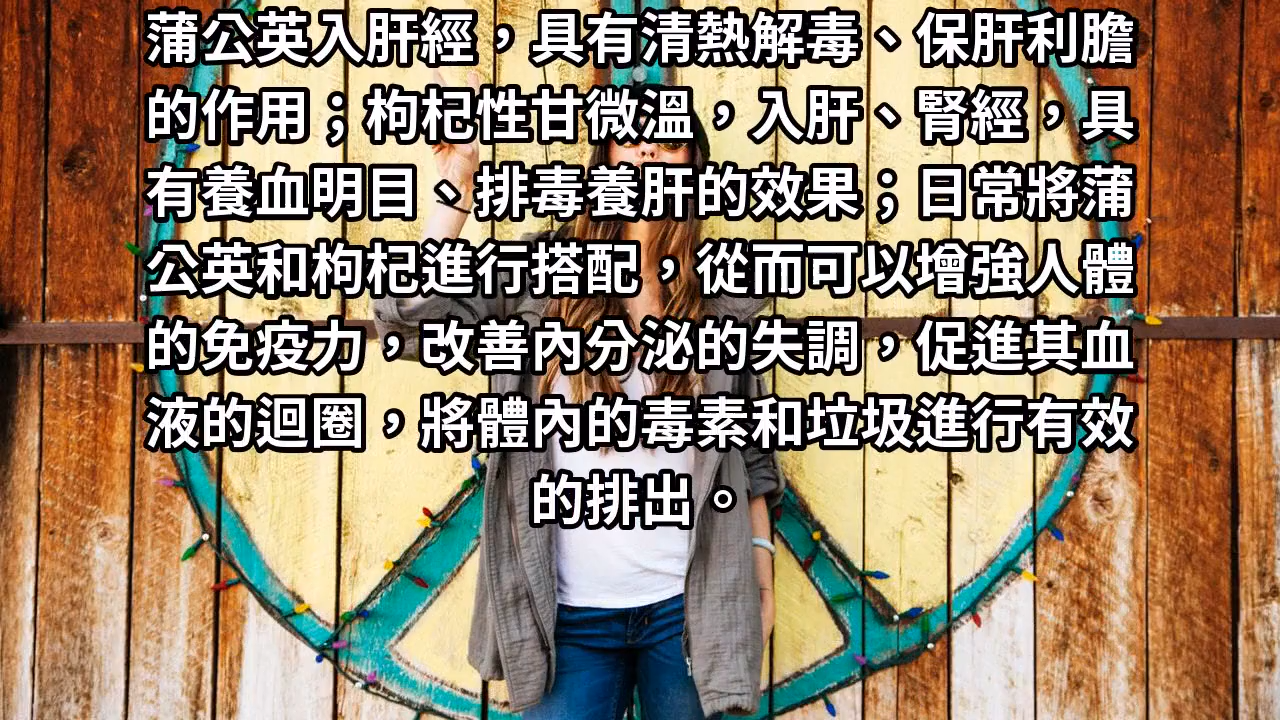 蒲公英入肝經，具有清熱解毒、保肝利膽
的作用；枸杞性甘微溫，入肝、腎經，具
有養血明目、排毒養肝的效果；日常將蒲
公英和枸杞進行搭配，從而可以增強人體
的免疫力，改善內分泌的失調，促進其血
液的迴圈，將體內的毒素和垃圾進行有效
的排出。